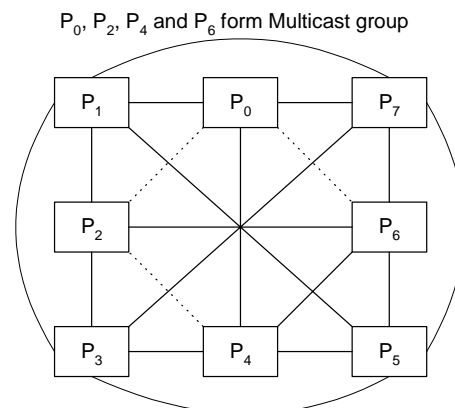 P₀, P₂, P₄ and P₆ form Multicast group
P₁ P₀ P₇
P₂ P₆
P₃ P₄ P₅